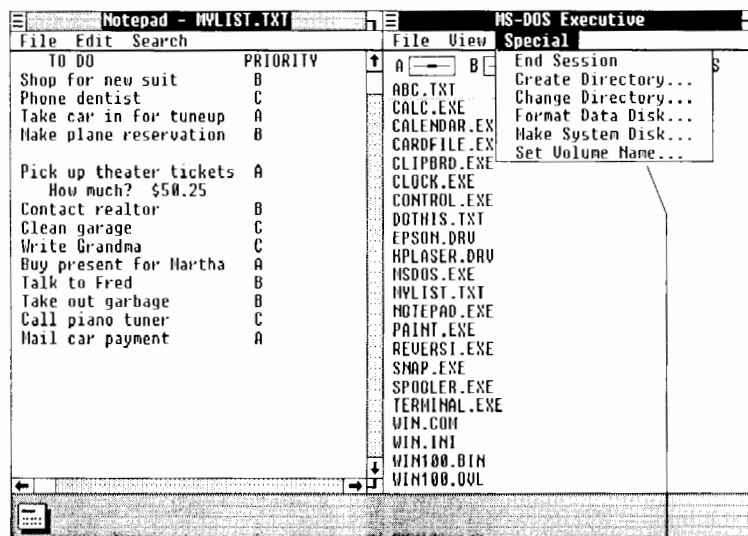 Notepad - MYLIST.TXT
File Edit Search
TO DO PRIORITY
Shop for new suit B
Phone dentist C
Take car in for tuneup A
Make plane reservation B
Pick up theater tickets A
How much? $50.25
Contact realtor B
Clean garage C
Write Grandma C
Buy present for Martha A
Talk to Fred B
Take out garbage B
Call piano tuner C
Mail car payment A
MS-DOS Executive
File View Special
A B S
End Session
Create Directory...
Change Directory...
Format Data Disk...
Make System Disk...
Set Volume Name...
ABC.TXT
CALC.EXE
CALENDAR.EX
CARDFILE.EX
CLIPBRD.EXE
CLOCK.EXE
CONTROL.EXE
DOTHIS.TXT
EPSON.DRV
HPLASER.DRV
MSDOS.EXE
MYLIST.TXT
NOTEPAD.EXE
PAINT.EXE
REVERSI.EXE
SNAP.EXE
SPOOLER.EXE
TERMINAL.EXE
WIN.COM
WIN.INI
WIN100.BIN
WIN100.OVL